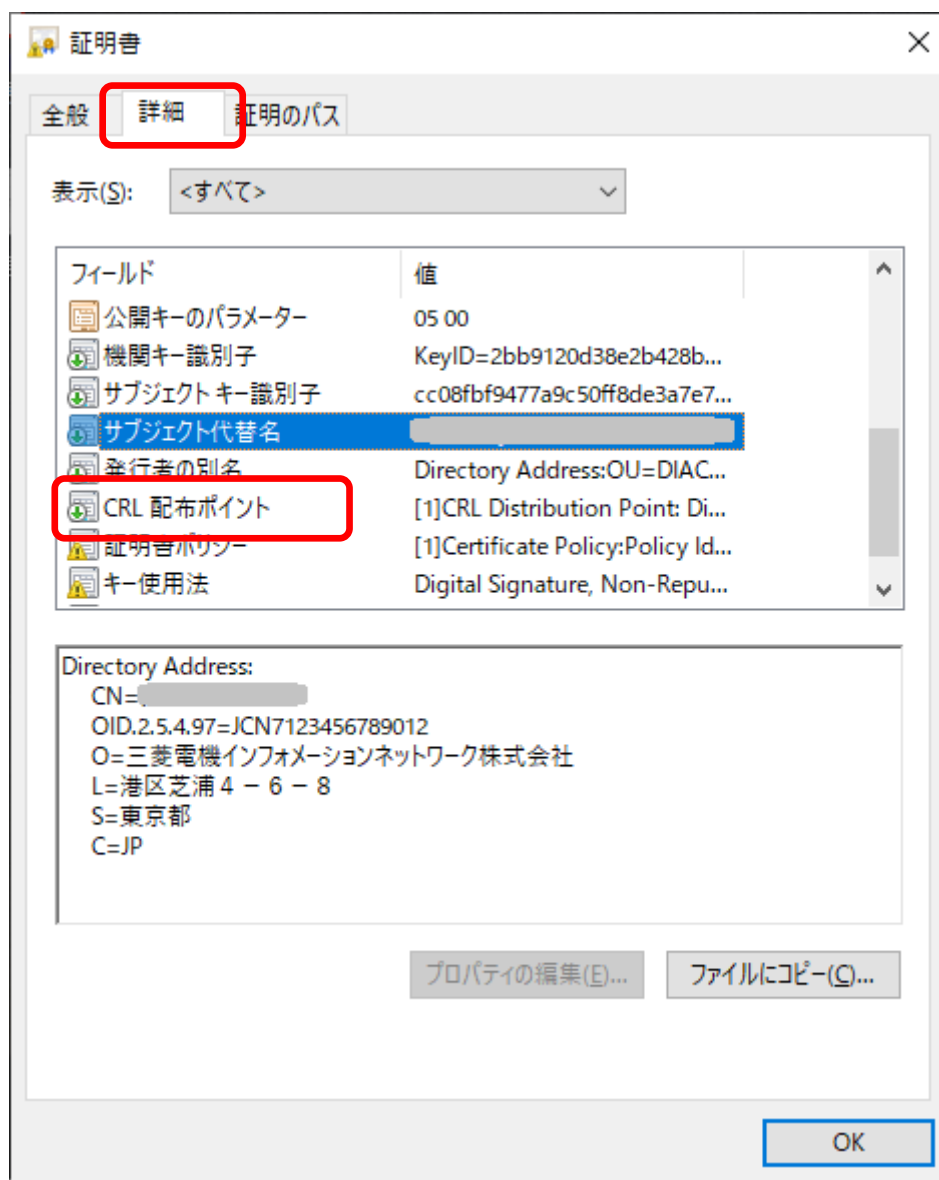 証明書
全般 詳細 証明のパス
表示(S): <すべて>
フィールド 値
公開キーのパラメーター 05 00
機関キー識別子 KeyID=2bb9120d38e2b428b...
サブジェクト キー識別子 cc08fbf9477a9c50ff8de3a7e7...
サブジェクト代替名
発行者の別名 Directory Address:OU=DIAC...
CRL 配布ポイント [1]CRL Distribution Point: Di...
証明書ポリシー [1]Certificate Policy:Policy Id...
キー使用法 Digital Signature, Non-Repu...
Directory Address:
CN=
OID.2.5.4.97=JCN7123456789012
O=三菱電機インフォメーションネットワーク株式会社
L=港区芝浦４－６－８
S=東京都
C=JP
プロパティの編集(E)... ファイルにコピー(C)...
OK